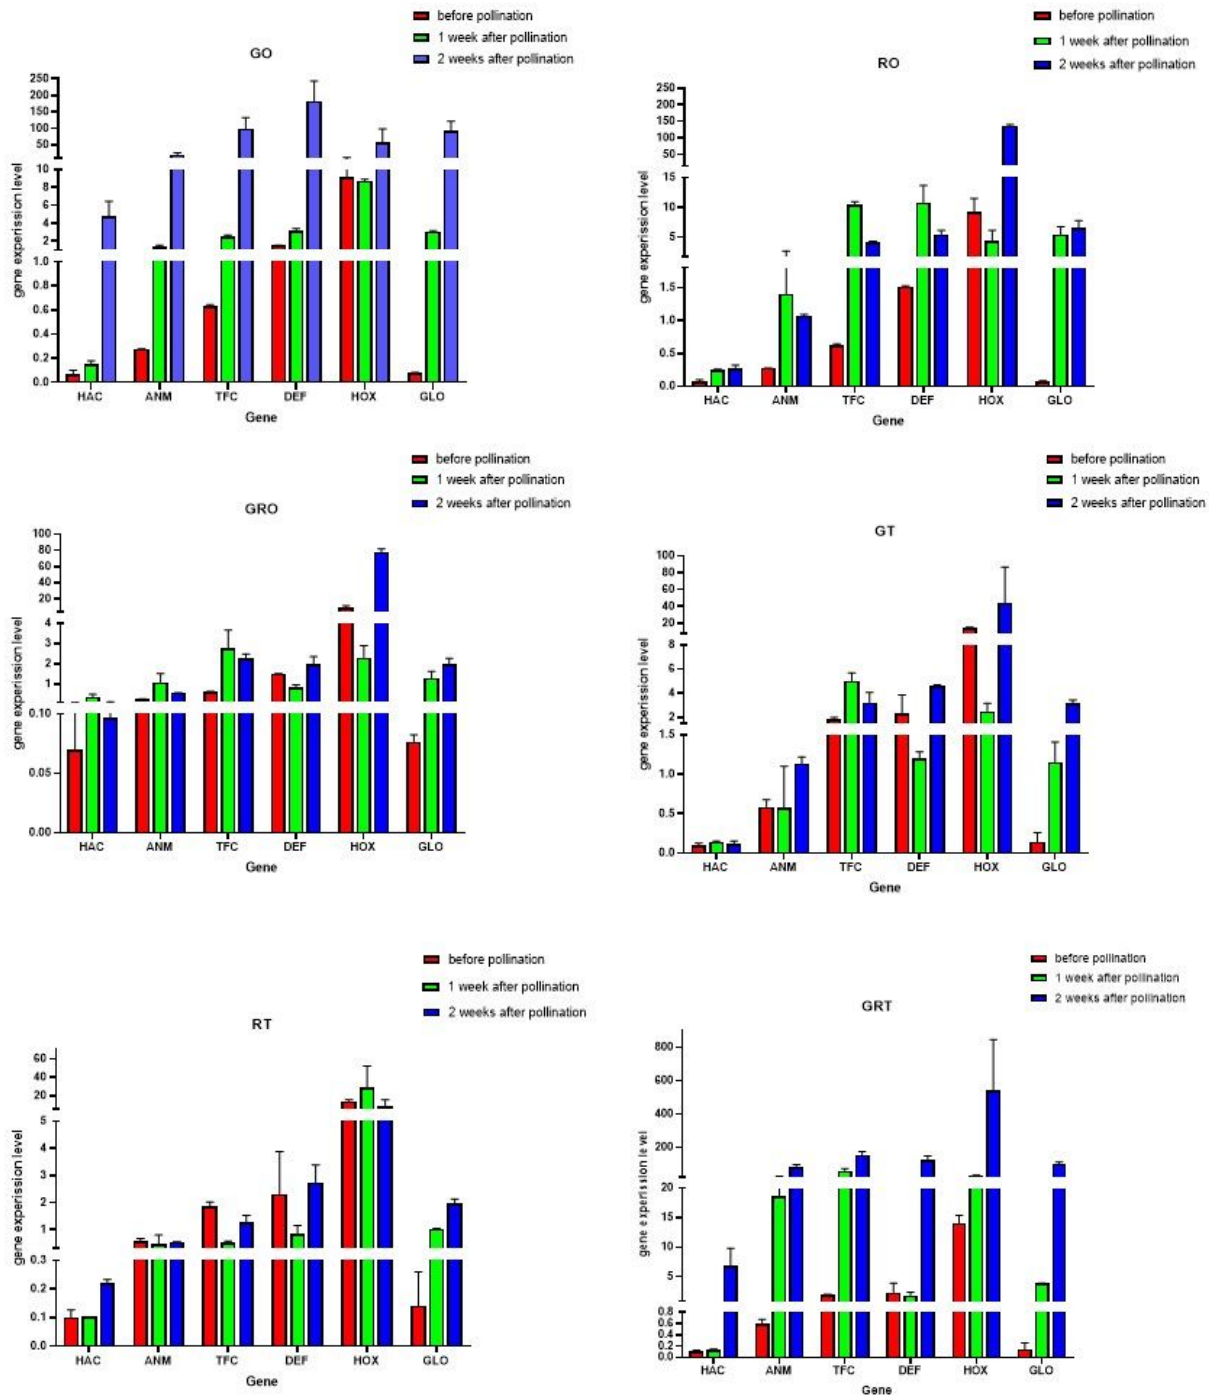 before pollination
1 week after pollination
2 weeks after pollination
GO
gene experission level
250
200
150
100
50
10
8
6
4
2
1.0
0.8
0.6
0.4
0.2
0.0
HAC ANM TFC DEF HOX GLO
Gene
before pollination
1 week after pollination
2 weeks after pollination
RO
gene experission level
250
200
150
100
50
15
10
5
1.5
1.0
0.5
0.0
HAC ANM TFC DEF HOX GLO
Gene
before pollination
1 week after pollination
2 weeks after pollination
GRO
gene experission level
100
80
60
40
20
4
3
2
1
0.10
0.05
0.00
HAC ANM TFC DEF HOX GLO
Gene
before pollination
1 week after pollination
2 weeks after pollination
GT
gene experission level
100
80
60
40
20
8
6
4
2
1.5
1.0
0.5
0.0
HAC ANM TFC DEF HOX GLO
Gene
before pollination
1 week after pollination
2 weeks after pollination
RT
gene experission level
60
40
20
5
4
3
2
1
0.3
0.2
0.1
0.0
HAC ANM TFC DEF HOX GLO
Gene
before pollination
1 week after pollination
2 weeks after pollination
GRT
gene experission level
800
600
400
200
20
15
10
5
0.8
0.6
0.4
0.2
0.0
HAC ANM TFC DEF HOX GLO
Gene